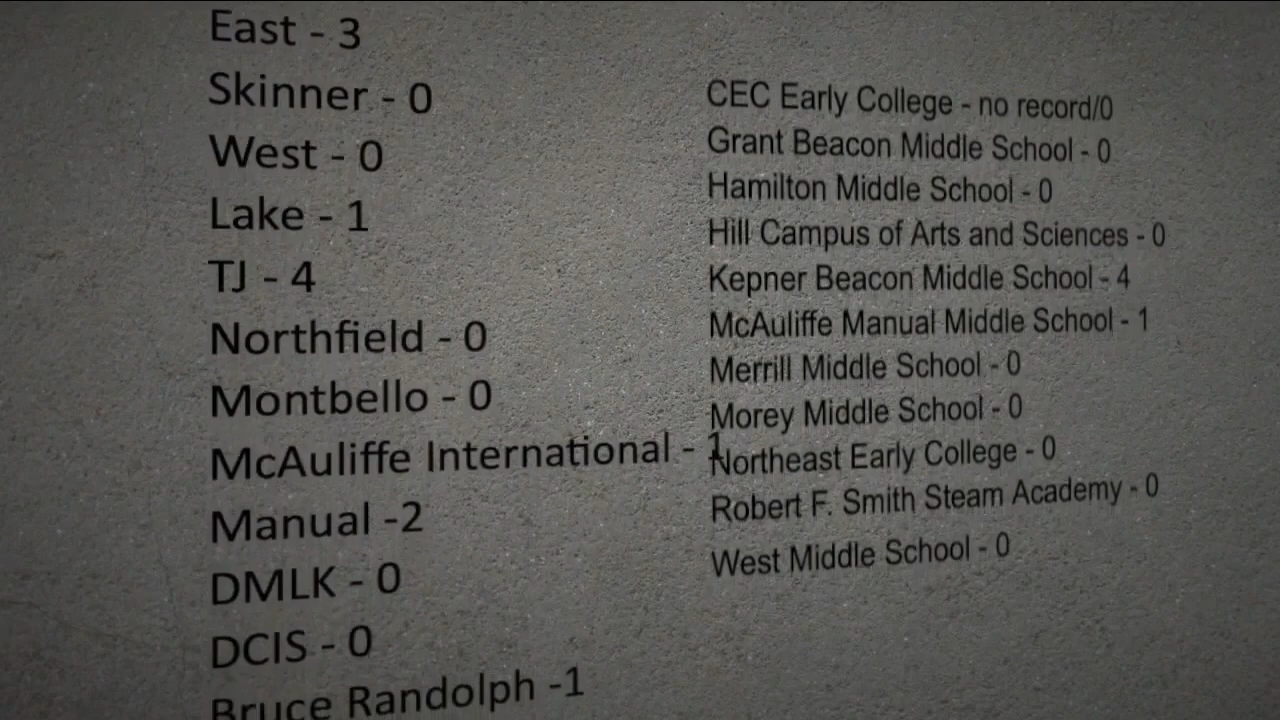 East - 3
Skinner - 0
West - 0
Lake - 1
TJ - 4
Northfield - 0
Montbello - 0
McAuliffe International - 1
Manual -2
DMLK - 0
DCIS - 0
Bruce Randolph -1
CEC Early College - no record/0
Grant Beacon Middle School - 0
Hamilton Middle School - 0
Hill Campus of Arts and Sciences - 0
Kepner Beacon Middle School - 4
McAuliffe Manual Middle School - 1
Merrill Middle School - 0
Morey Middle School - 0
Northeast Early College - 0
Robert F. Smith Steam Academy - 0
West Middle School - 0